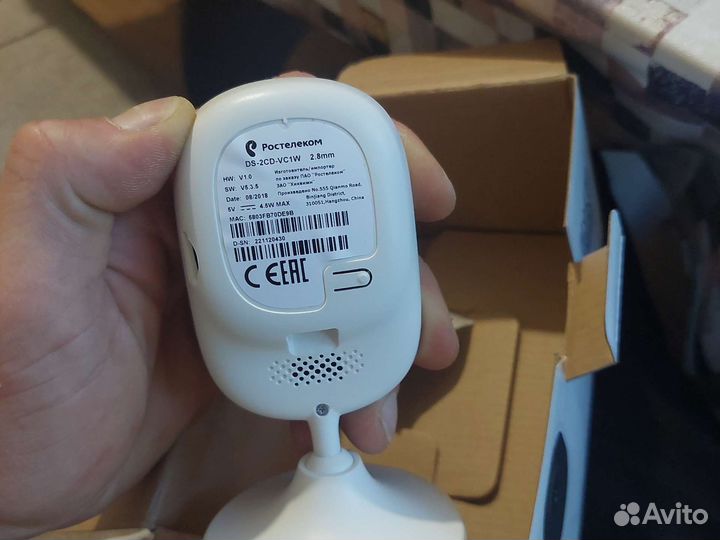 Ростелеком
DS-2CD-VC1W 2.8mm
HW: V1.0
SW: V5.3.5
Date: 08/2018
5V 4.5W MAX
Изготовитель/импортер
по заказу ПАО "Ростелеком"
ЗАО "Хиквижн"
Произведено No.555 Qianmo Road,
Binjiang District,
310051,Hangzhou, China
MAC: 5803FB70DE9B
D-SN: 221120430
CE EAC
Avito